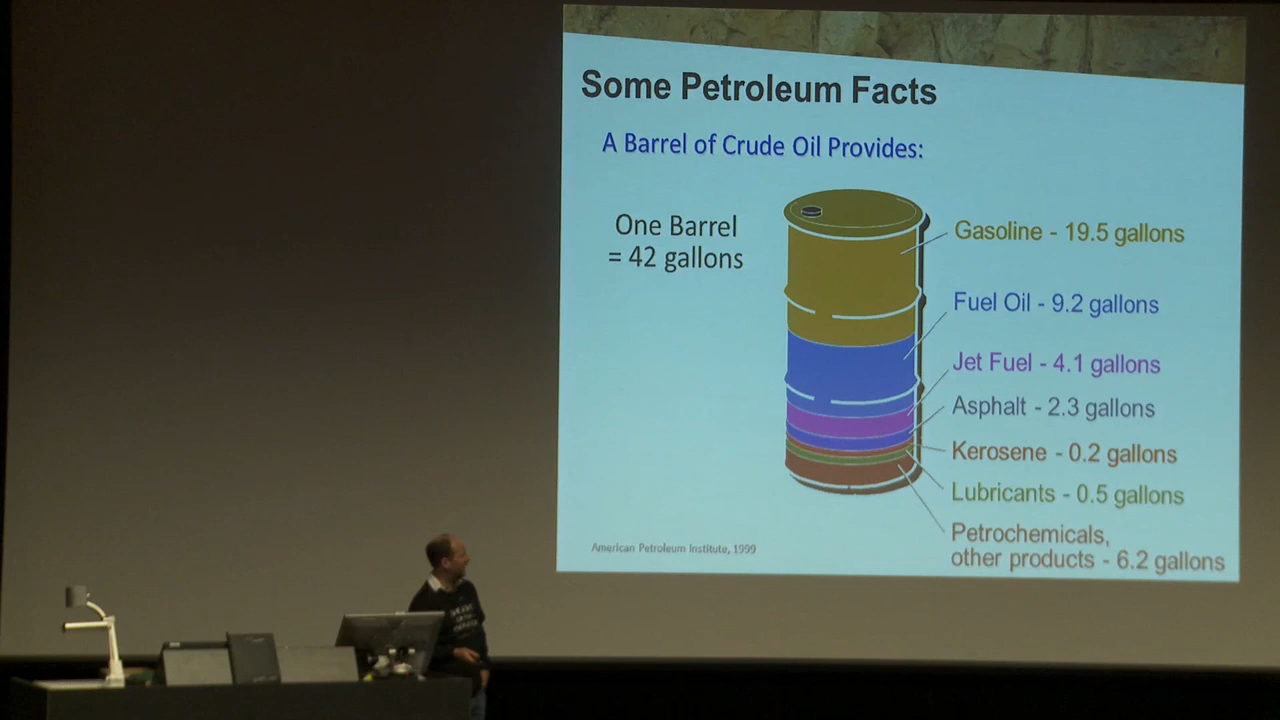 Some Petroleum Facts
A Barrel of Crude Oil Provides:
One Barrel
= 42 gallons
Gasoline - 19.5 gallons
Fuel Oil - 9.2 gallons
Jet Fuel - 4.1 gallons
Asphalt - 2.3 gallons
Kerosene - 0.2 gallons
Lubricants - 0.5 gallons
Petrochemicals,
other products - 6.2 gallons
American Petroleum Institute, 1999